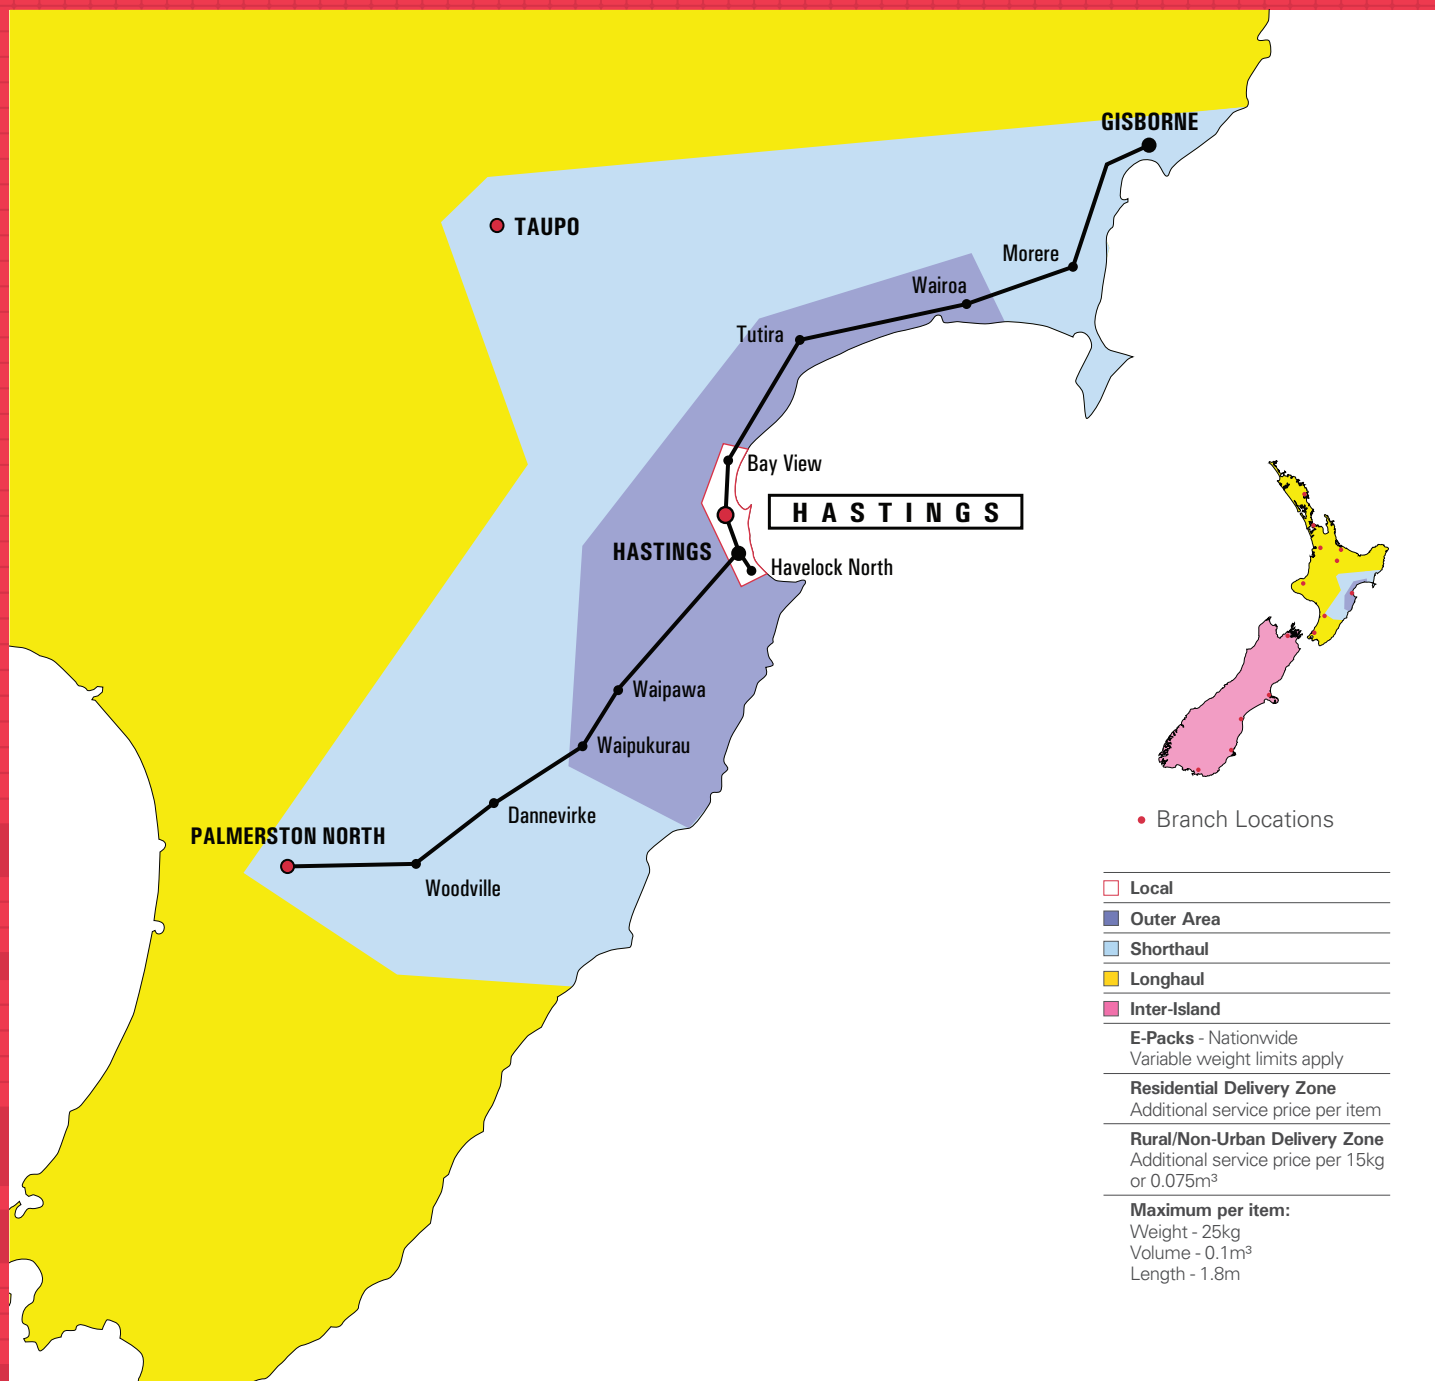 GISBORNE
TAUPO
Morere
Wairoa
Tutira
Bay View
HASTINGS
HASTINGS
Havelock North
Waipawa
Waipukurau
Dannevirke
PALMERSTON NORTH
Woodville
Branch Locations
Local
Outer Area
Shorthaul
Longhaul
Inter-Island
E-Packs - Nationwide
Variable weight limits apply
Residential Delivery Zone
Additional service price per item
Rural/Non-Urban Delivery Zone
Additional service price per 15kg
or 0.075m³
Maximum per item:
Weight - 25kg
Volume - 0.1m³
Length - 1.8m